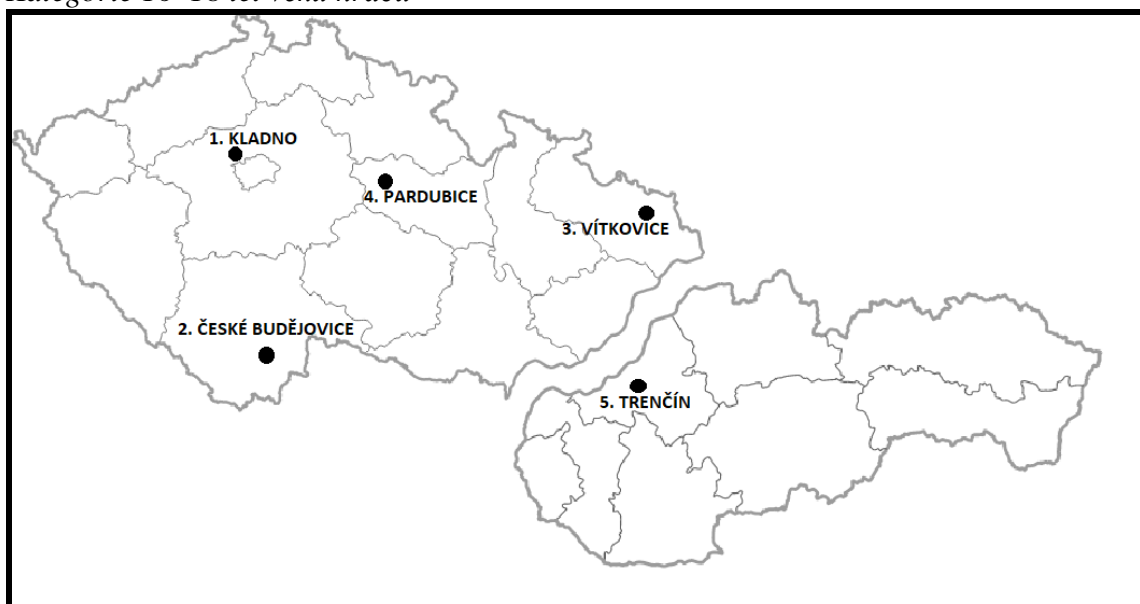 1. KLADNO
4. PARDUBICE
3. VÍTKOVICE
2. ČESKÉ BUDĚJOVICE
5. TRENČÍN